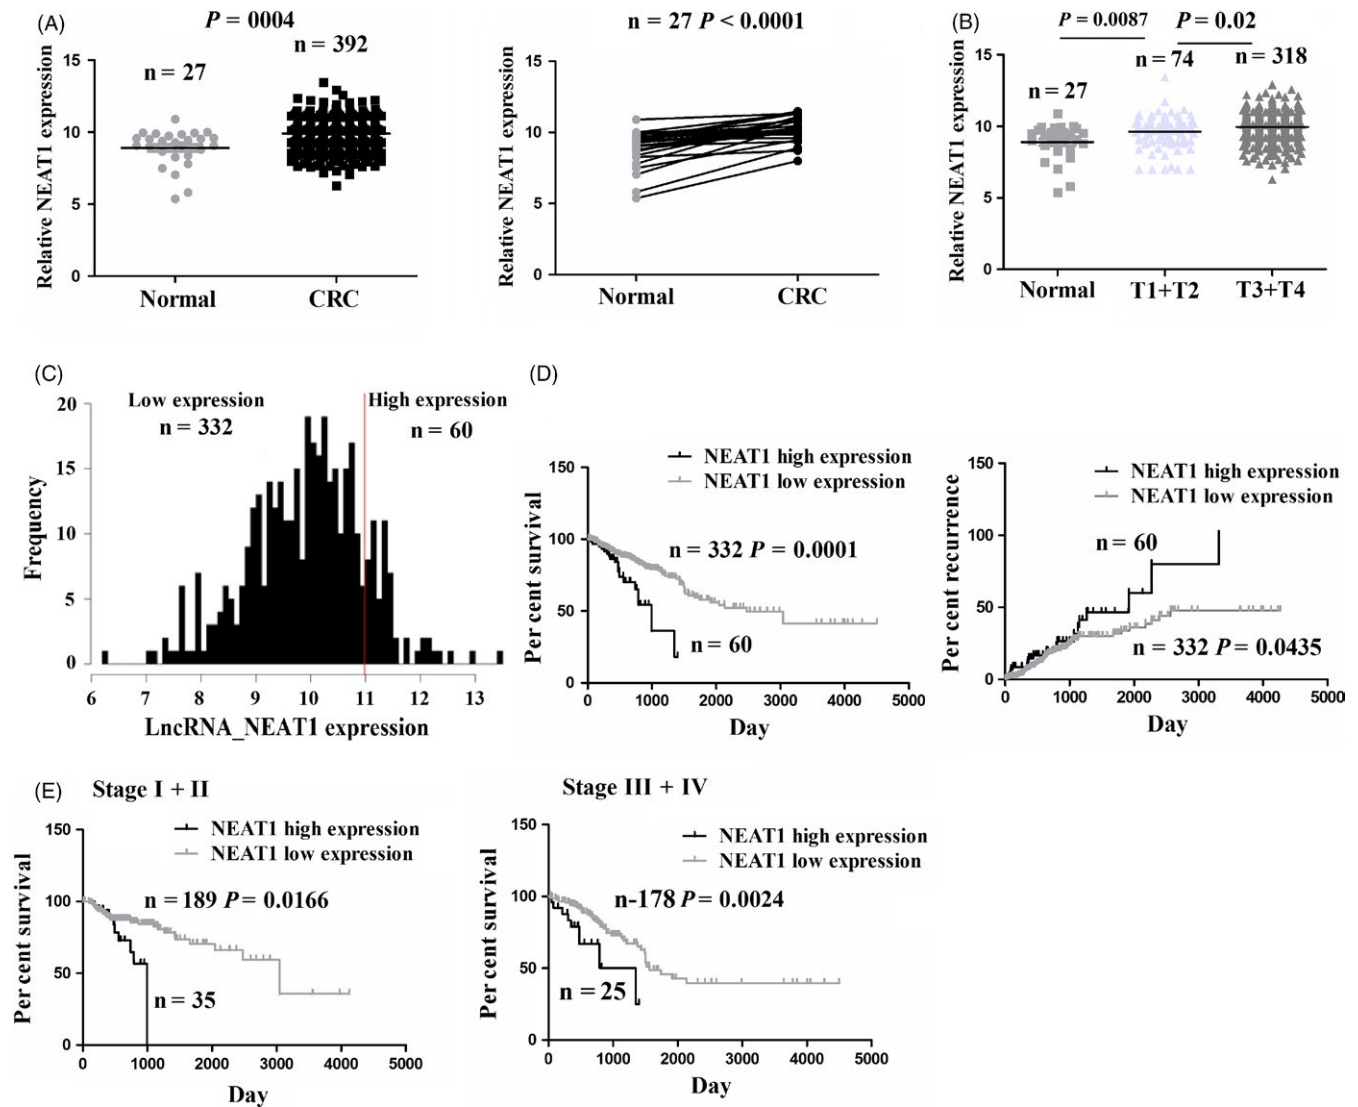 (A)
P = 0004
n = 27
n = 392
Relative NEAT1 expression
15
10
5
0
Normal
CRC
n = 27 P < 0.0001
Relative NEAT1 expression
15
10
5
0
Normal
CRC
(B)
P = 0.0087
P = 0.02
n = 27
n = 74
n = 318
Relative NEAT1 expression
15
10
5
0
Normal
T1+T2
T3+T4
(C)
Low expression
n = 332
High expression
n = 60
Frequency
20
15
10
5
0
6
7
8
9
10
11
12
13
LncRNA_NEAT1 expression
(D)
NEAT1 high expression
NEAT1 low expression
n = 332 P = 0.0001
n = 60
Per cent survival
150
100
50
0
0
1000
2000
3000
4000
5000
Day
NEAT1 high expression
NEAT1 low expression
n = 60
n = 332 P = 0.0435
Per cent recurrence
150
100
50
0
0
1000
2000
3000
4000
5000
Day
(E)
Stage I + II
NEAT1 high expression
NEAT1 low expression
n = 189 P = 0.0166
n = 35
Per cent survival
150
100
50
0
0
1000
2000
3000
4000
5000
Day
Stage III + IV
NEAT1 high expression
NEAT1 low expression
n-178 P = 0.0024
n = 25
Per cent survival
150
100
50
0
0
1000
2000
3000
4000
5000
Day